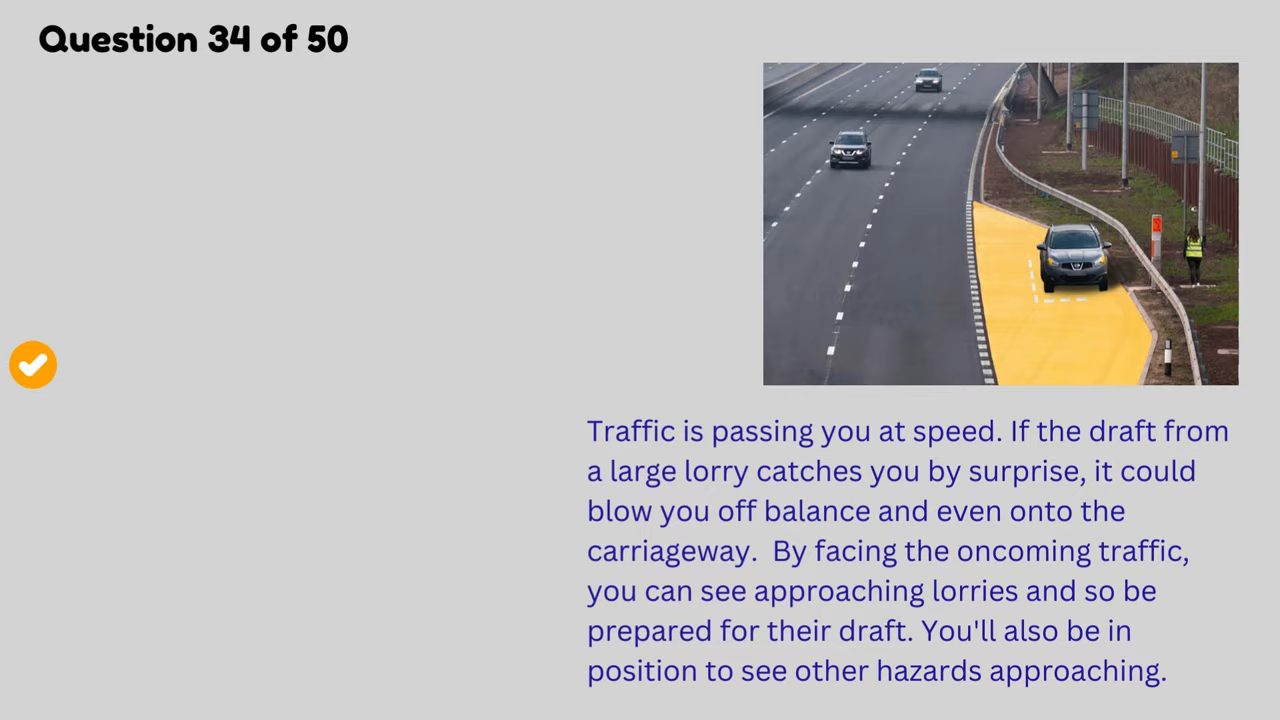 Question 34 of 50
Traffic is passing you at speed. If the draft from
a large lorry catches you by surprise, it could
blow you off balance and even onto the
carriageway.  By facing the oncoming traffic,
you can see approaching lorries and so be
prepared for their draft. You'll also be in
position to see other hazards approaching.